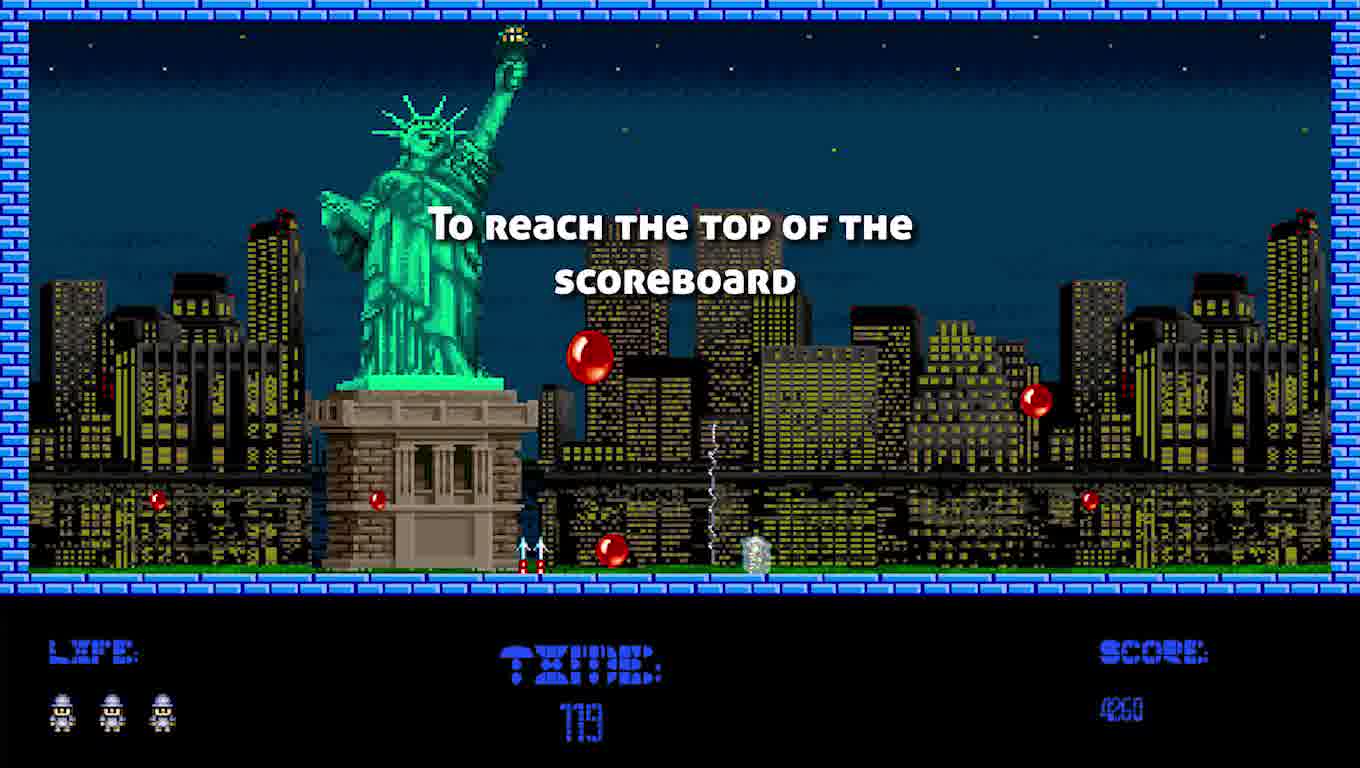 To reach the top of the
scoreboard
LIFE:
TIME:
SCORE:
119
4260